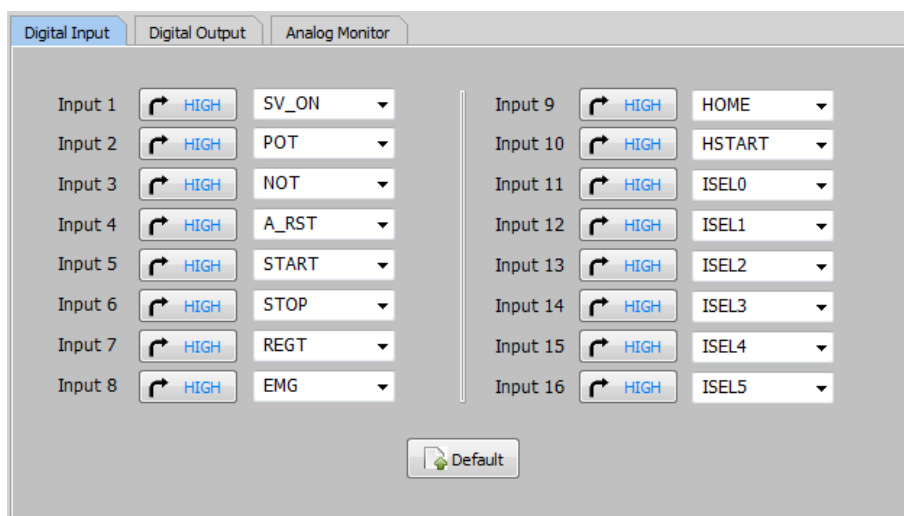 Digital Input Digital Output Analog Monitor
Input 1 HIGH SV_ON Input 9 HIGH HOME
Input 2 HIGH POT Input 10 HIGH HSTART
Input 3 HIGH NOT Input 11 HIGH ISEL0
Input 4 HIGH A_RST Input 12 HIGH ISEL1
Input 5 HIGH START Input 13 HIGH ISEL2
Input 6 HIGH STOP Input 14 HIGH ISEL3
Input 7 HIGH REGT Input 15 HIGH ISEL4
Input 8 HIGH EMG Input 16 HIGH ISEL5
Default